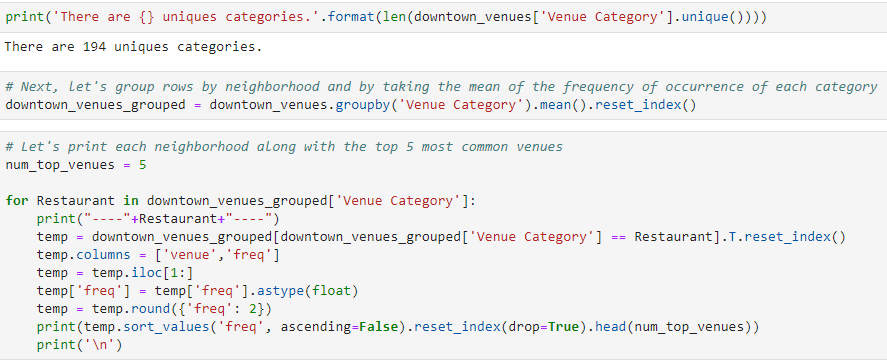 print('There are {} uniques categories.'.format(len(downtown_venues['Venue Category'].unique())))
There are 194 uniques categories.
# Next, let's group rows by neighborhood and by taking the mean of the frequency of occurrence of each category
downtown_venues_grouped = downtown_venues.groupby('Venue Category').mean().reset_index()
# Let's print each neighborhood along with the top 5 most common venues
num_top_venues = 5
for Restaurant in downtown_venues_grouped['Venue Category']:
    print("----"+Restaurant+"----")
    temp = downtown_venues_grouped[downtown_venues_grouped['Venue Category'] == Restaurant].T.reset_index()
    temp.columns = ['venue','freq']
    temp = temp.iloc[1:]
    temp['freq'] = temp['freq'].astype(float)
    temp = temp.round({'freq': 2})
    print(temp.sort_values('freq', ascending=False).reset_index(drop=True).head(num_top_venues))
    print('\n')